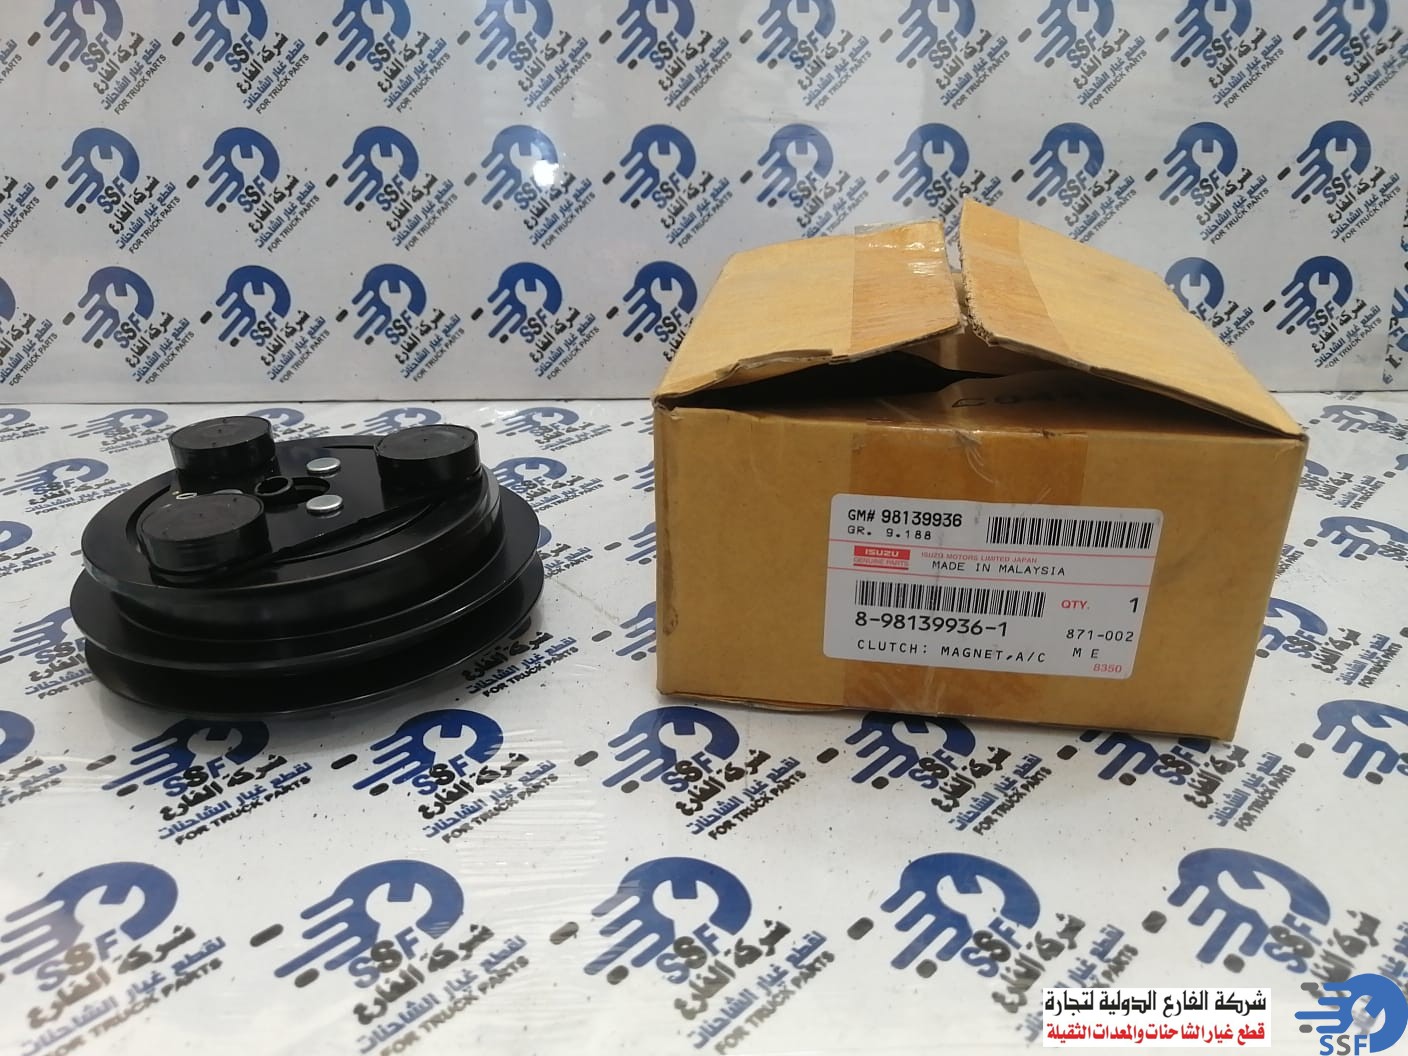 SSF
شركة الفارع
لقطع غيار الشاحنات
FOR TRUCK PARTS
GM# 98139936
GR. 9.188
ISUZU
GENUINE PARTS
ISUZU MOTORS LIMITED JAPAN
MADE IN MALAYSIA
QTY. 1
8-98139936-1
871-002
CLUTCH: MAGNET,A/C
M E
8350
شركة الفارع الدولية لتجارة
قطع غيار الشاحنات والمعدات الثقيلة
SSF